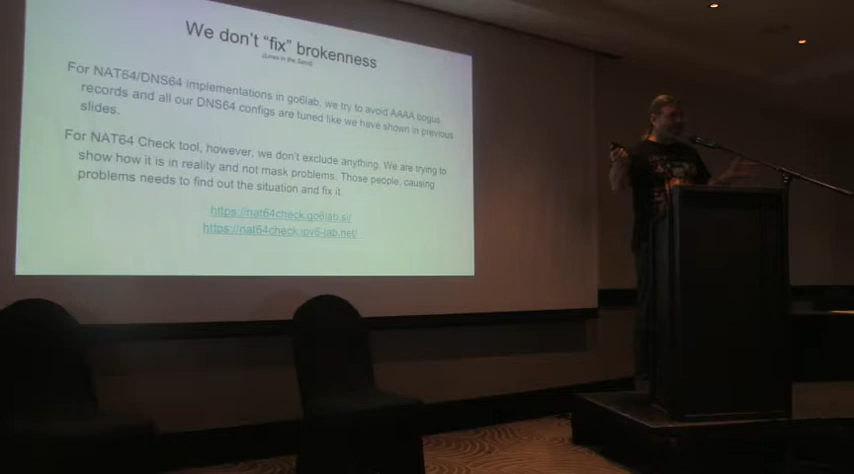 We don't "fix" brokenness
(Lines in the Sand)
For NAT64/DNS64 implementations in go6lab, we try to avoid AAAA bogus
records and all our DNS64 configs are tuned like we have shown in previous
slides.
For NAT64 Check tool, however, we don't exclude anything. We are trying to
show how it is in reality and not mask problems. Those people, causing
problems needs to find out the situation and fix it.
https://nat64check.go6lab.si/
https://nat64check.ipv6-lab.net/